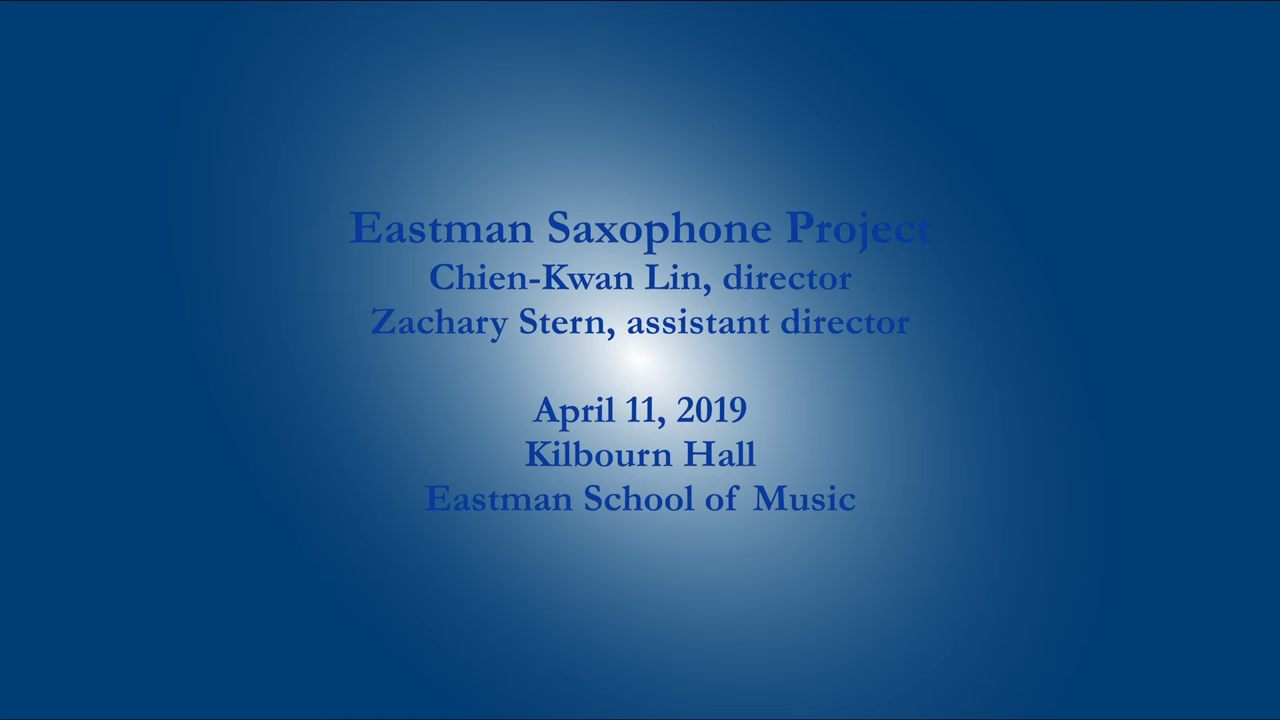 Eastman Saxophone Project
Chien-Kwan Lin, director
Zachary Stern, assistant director
April 11, 2019
Kilbourn Hall
Eastman School of Music